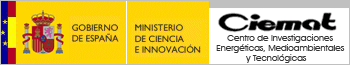 GOBIERNO
DE ESPAÑA
MINISTERIO
DE CIENCIA
E INNOVACIÓN
Ciemat
Centro de Investigaciones
Energéticas, Medioambientales
y Tecnológicas